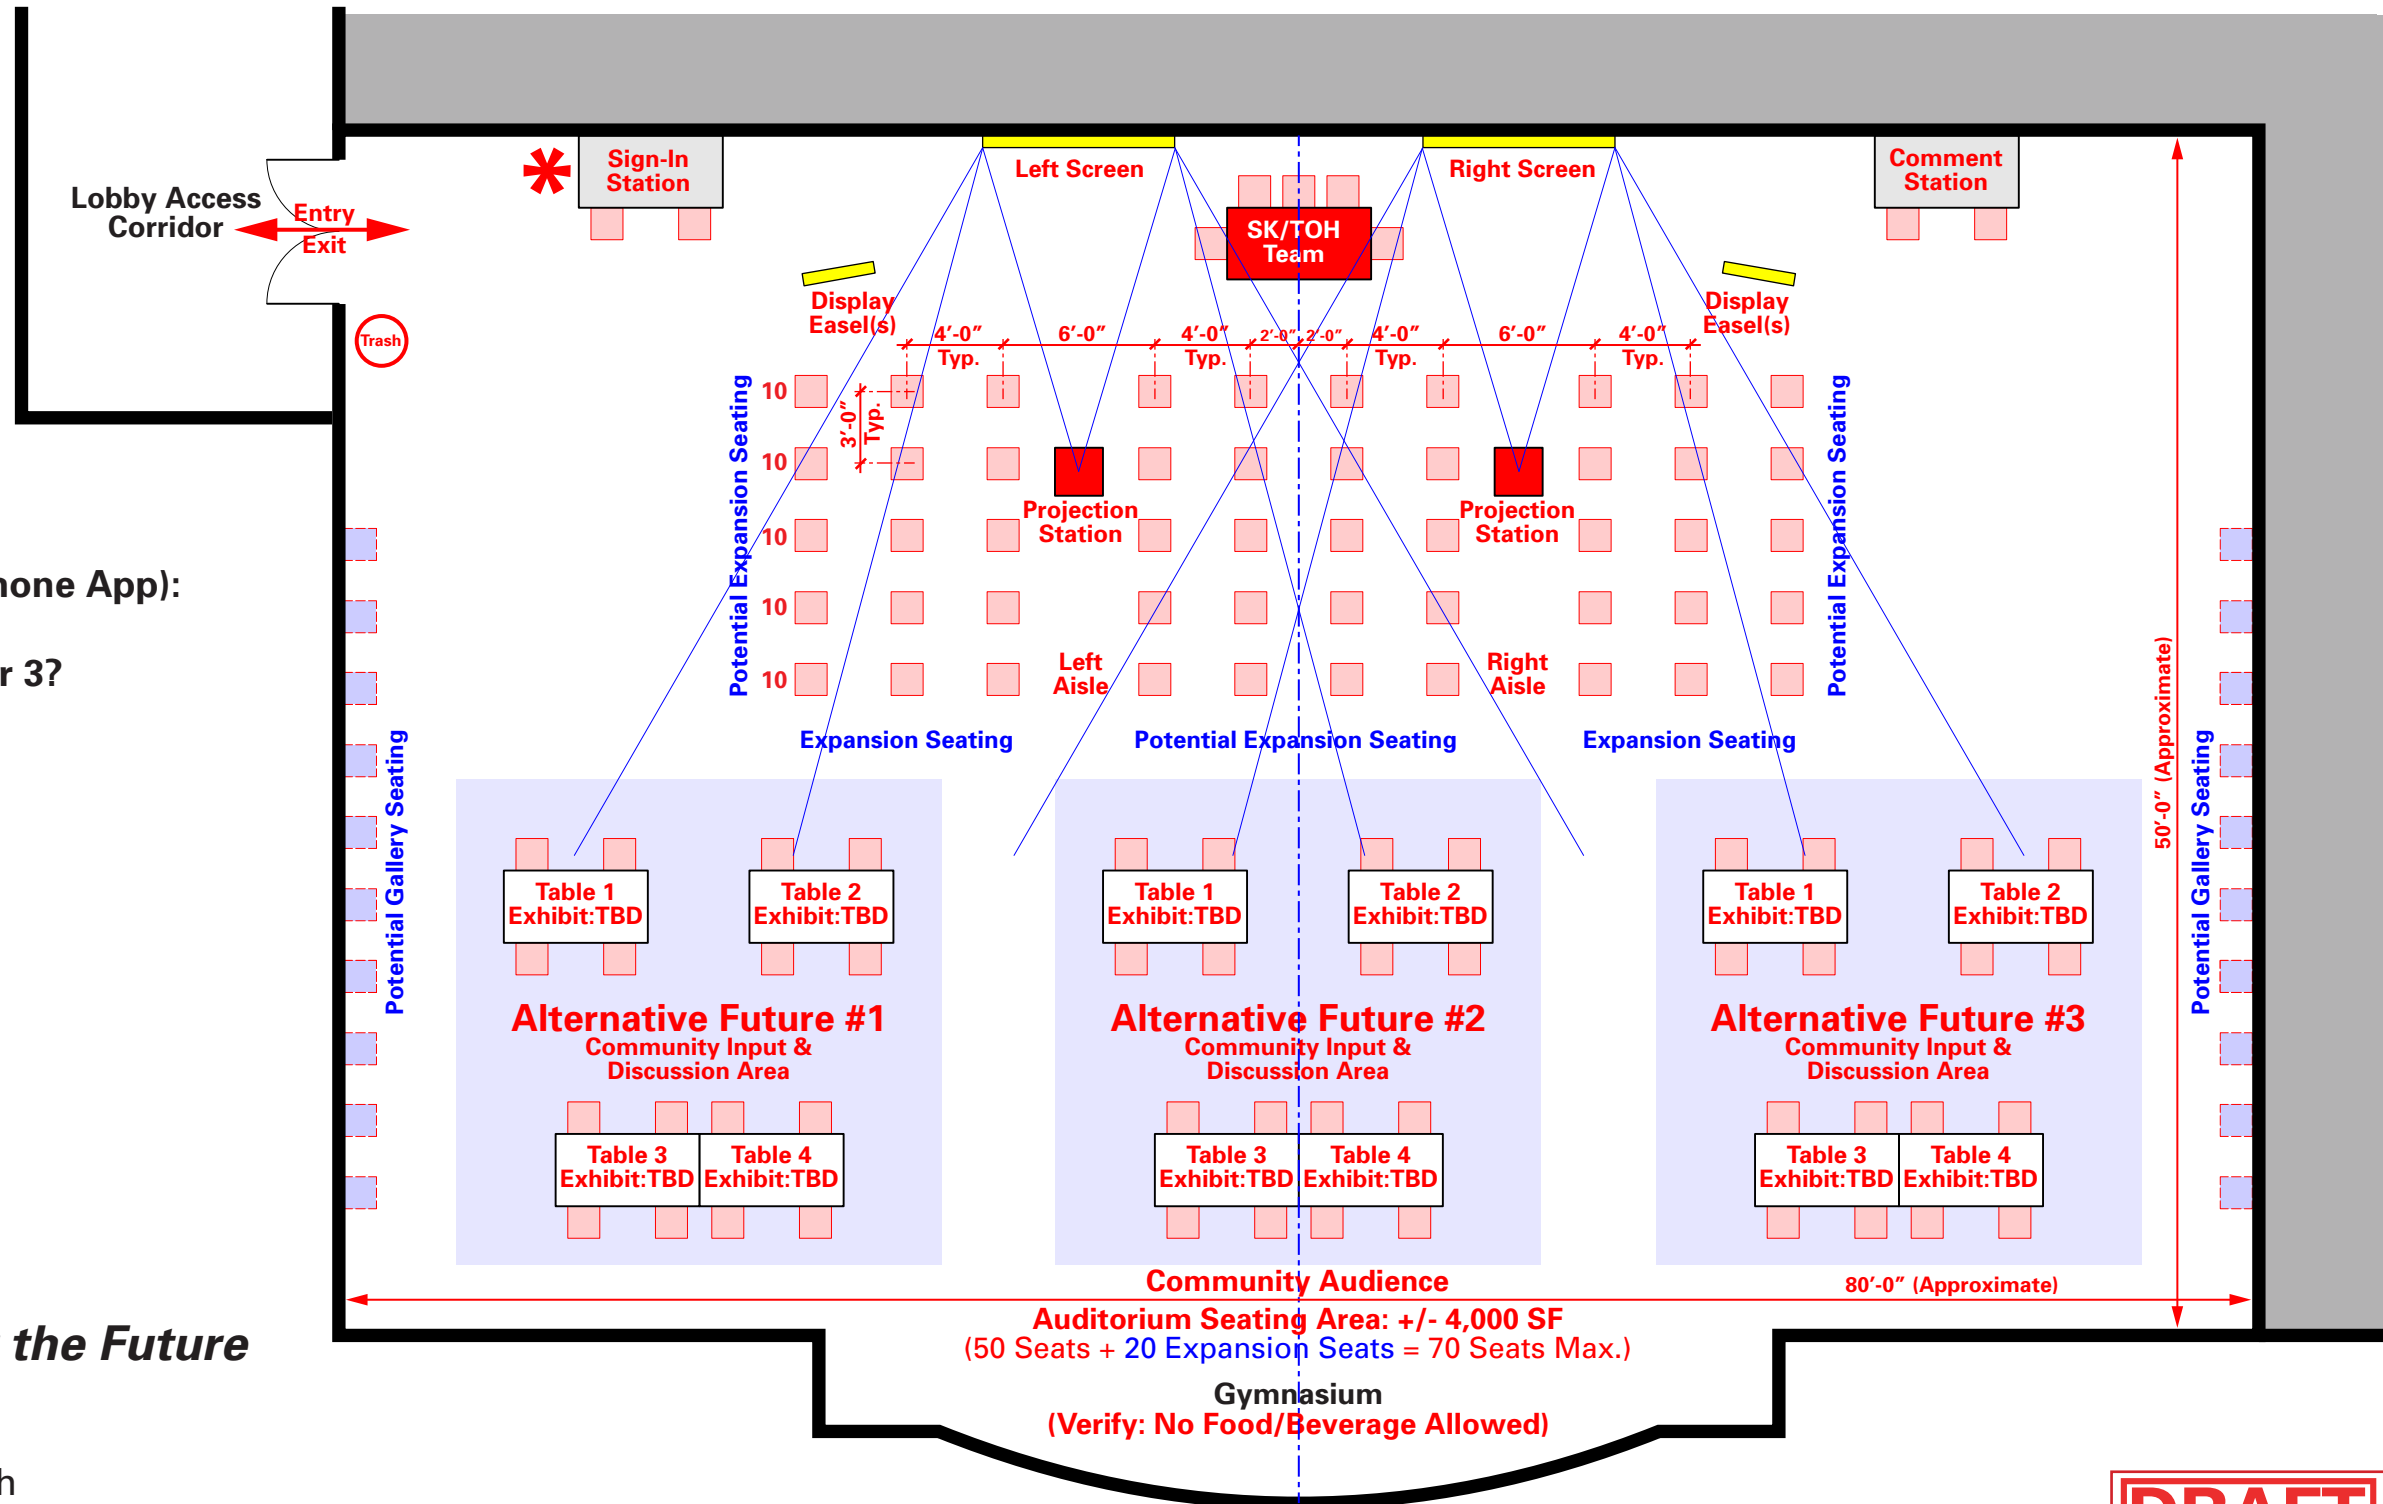 Lobby Access
Corridor
Entry
Exit
Trash
Sign-In
Station
Left Screen
Right Screen
SK/TOH
Team
Comment
Station
Display
Easel(s)
Display
Easel(s)
4’-0”
Typ.
6’-0”
4’-0”
Typ.
2’-0”
2’-0”
4’-0”
Typ.
6’-0”
4’-0”
Typ.
3’-0”
Typ.
10
10
10
10
10
Potential Expansion Seating
Potential Expansion Seating
Projection
Station
Projection
Station
Left
Aisle
Right
Aisle
Expansion Seating
Potential Expansion Seating
Expansion Seating
hone App):
r 3?
Potential Gallery Seating
Potential Gallery Seating
50’-0” (Approximate)
Table 1
Exhibit:TBD
Table 2
Exhibit:TBD
Alternative Future #1
Community Input &
Discussion Area
Table 3
Exhibit:TBD
Table 4
Exhibit:TBD
Table 1
Exhibit:TBD
Table 2
Exhibit:TBD
Alternative Future #2
Community Input &
Discussion Area
Table 3
Exhibit:TBD
Table 4
Exhibit:TBD
Table 1
Exhibit:TBD
Table 2
Exhibit:TBD
Alternative Future #3
Community Input &
Discussion Area
Table 3
Exhibit:TBD
Table 4
Exhibit:TBD
Community Audience
80’-0” (Approximate)
Auditorium Seating Area: +/- 4,000 SF
(50 Seats + 20 Expansion Seats = 70 Seats Max.)
Gymnasium
(Verify: No Food/Beverage Allowed)
the Future
h
DRAFT